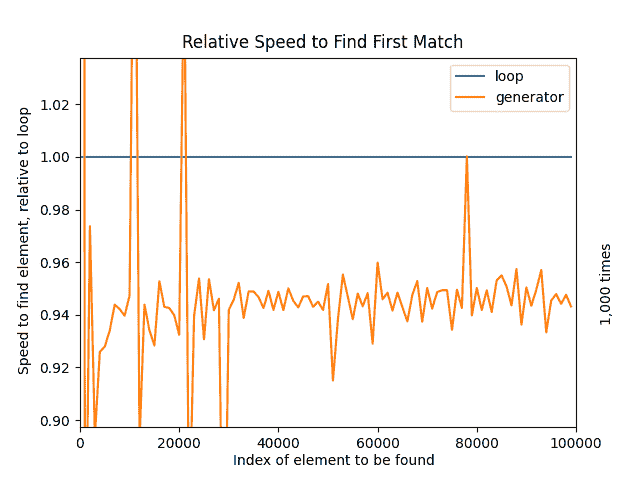 Relative Speed to Find First Match
loop
generator
Speed to find element, relative to loop
1.02
1.00
0.98
0.96
0.94
0.92
0.90
0
20000
40000
60000
80000
100000
Index of element to be found
1,000 times